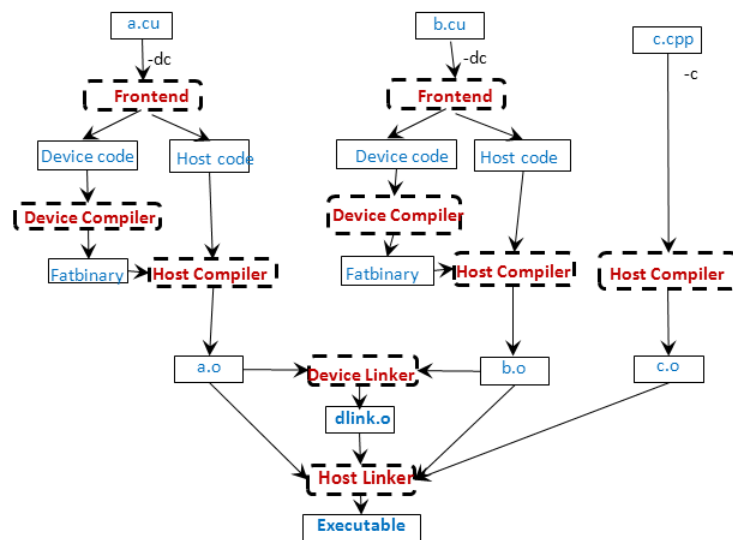 a.cu
b.cu
c.cpp
-dc
-dc
-c
Frontend
Frontend
Device code
Host code
Device code
Host code
Device Compiler
Device Compiler
Fatbinary
Host Compiler
Fatbinary
Host Compiler
Host Compiler
a.o
Device Linker
b.o
c.o
dlink.o
Host Linker
Executable